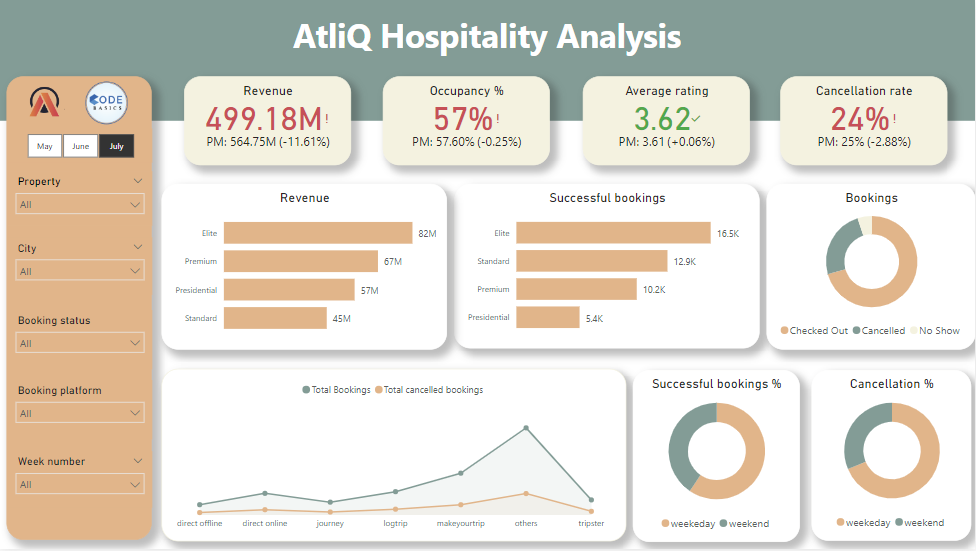 AtliQ Hospitality Analysis
CODE
BASICS
May
June
July
Property
All
City
All
Booking status
All
Booking platform
All
Week number
All
Revenue
499.18M!
PM: 564.75M (-11.61%)
Occupancy %
57%!
PM: 57.60% (-0.25%)
Average rating
3.62✓
PM: 3.61 (+0.06%)
Cancellation rate
24%!
PM: 25% (-2.88%)
Revenue
Elite 82M
Premium 67M
Presidential 57M
Standard 45M
Successful bookings
Elite 16.5K
Standard 12.9K
Premium 10.2K
Presidential 5.4K
Bookings
Checked Out Cancelled No Show
Total Bookings Total cancelled bookings
direct offline direct online journey logtrip makeyourtrip others tripster
Successful bookings %
weekeday weekend
Cancellation %
weekeday weekend